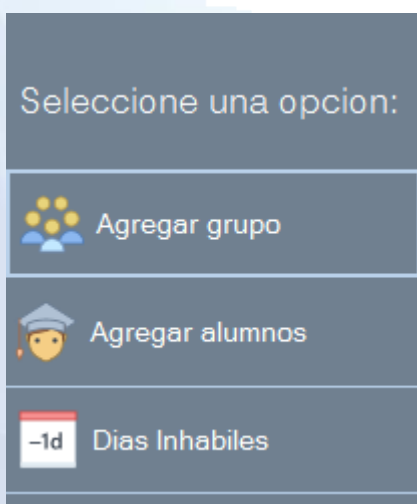 Seleccione una opcion:
Agregar grupo
Agregar alumnos
-1d
Dias Inhabiles